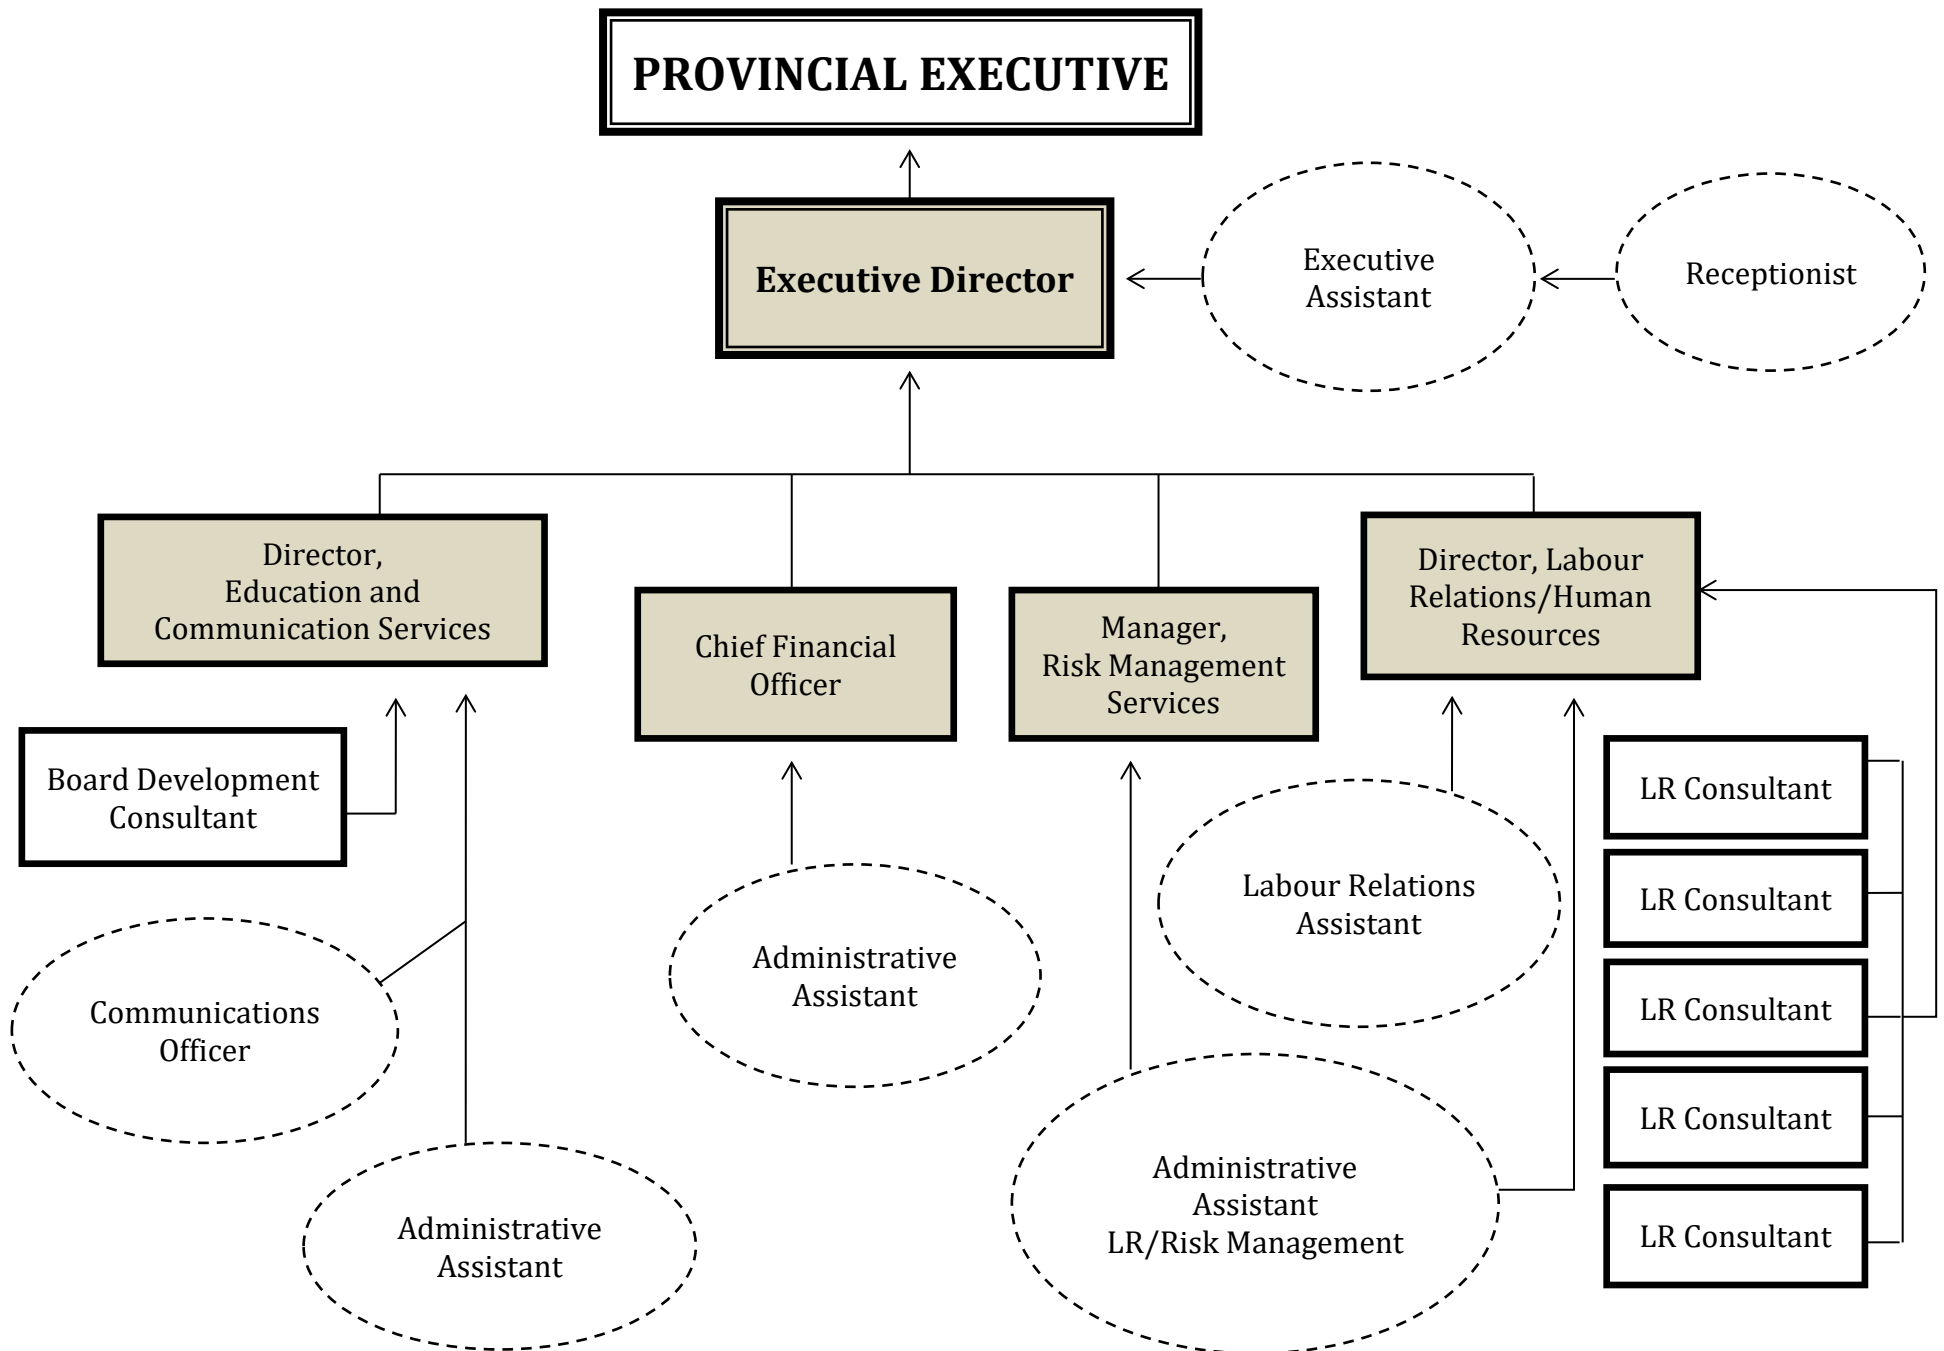 PROVINCIAL EXECUTIVE
Executive Director
Executive
Assistant
Receptionist
Director,
Education and
Communication Services
Chief Financial
Officer
Manager,
Risk Management
Services
Director, Labour
Relations/Human
Resources
Board Development
Consultant
Communications
Officer
Administrative
Assistant
Administrative
Assistant
Labour Relations
Assistant
Administrative
Assistant
LR/Risk Management
LR Consultant
LR Consultant
LR Consultant
LR Consultant
LR Consultant